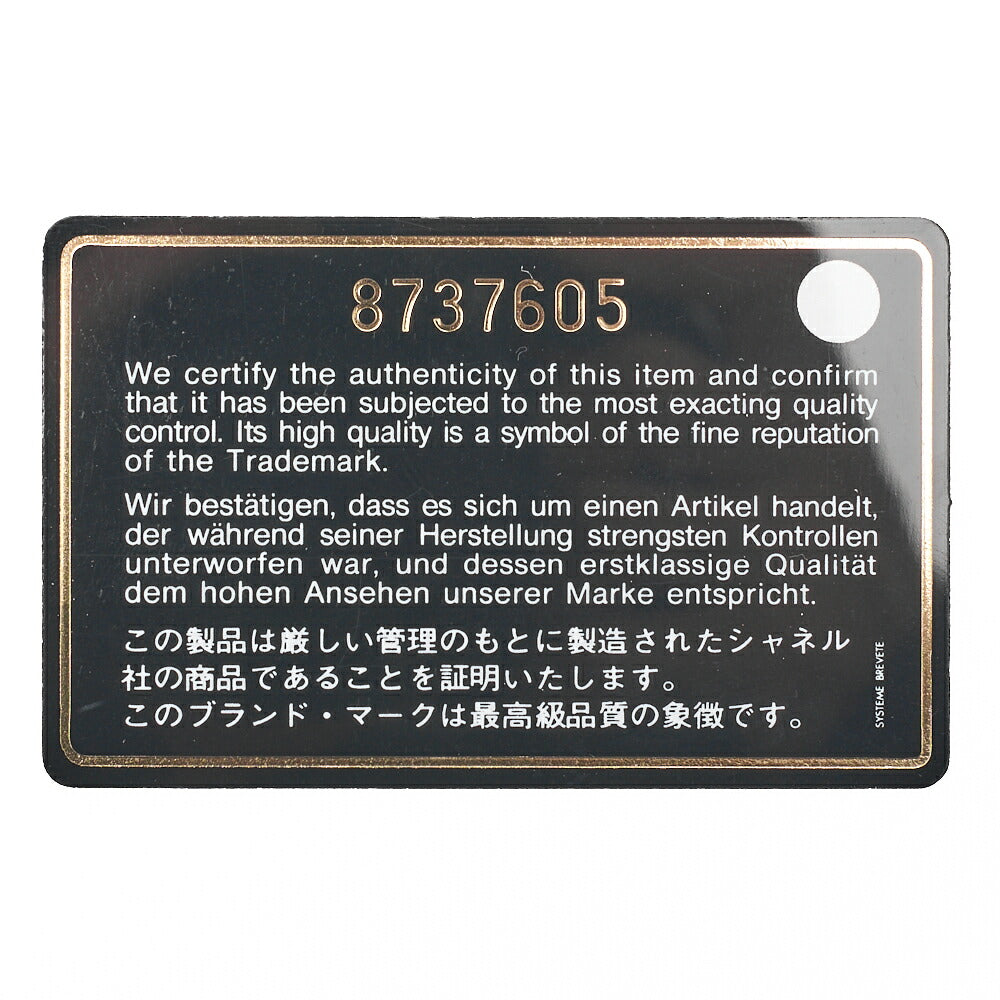 8737605
We certify the authenticity of this item and confirm
that it has been subjected to the most exacting quality
control. Its high quality is a symbol of the fine reputation
of the Trademark.
Wir bestätigen, dass es sich um einen Artikel handelt,
der während seiner Herstellung strengsten Kontrollen
unterworfen war, und dessen erstklassige Qualität
dem hohen Ansehen unserer Marke entspricht.
この製品は厳しい管理のもとに製造されたシャネル
社の商品であることを証明いたします。
このブランド・マークは最高級品質の象徴です。
SYSTEME BREVETE